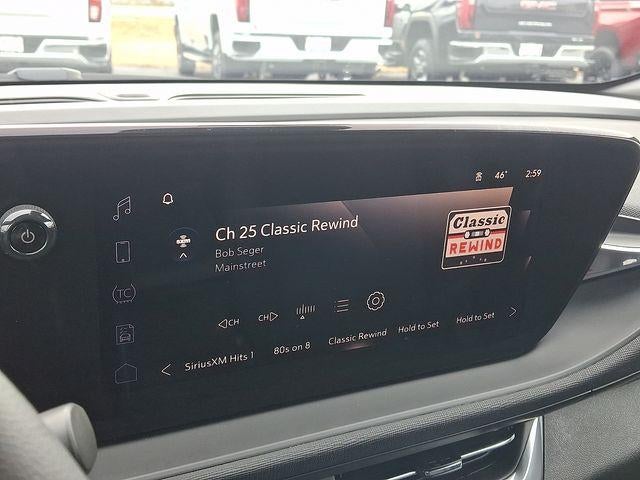 46° 2:59
Ch 25 Classic Rewind
Bob Seger
Mainstreet
Classic
REWIND
TC
◁CH CH▷
SiriusXM Hits 1 80s on 8 Classic Rewind Hold to Set Hold to Set